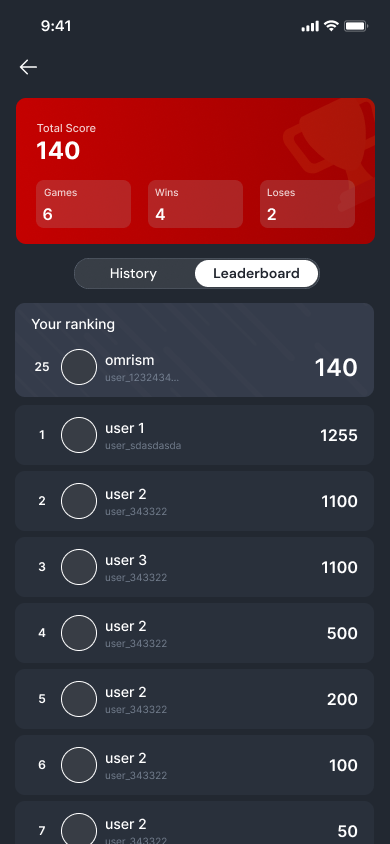 9:41
Total Score
140
Games
6
Wins
4
Loses
2
History
Leaderboard
Your ranking
25
omrism
user_1232434...
140
1
user 1
user_sdasdasda
1255
2
user 2
user_343322
1100
3
user 3
user_343322
1100
4
user 2
user_343322
500
5
user 2
user_343322
200
6
user 2
user_343322
100
7
user 2
user_343322
50